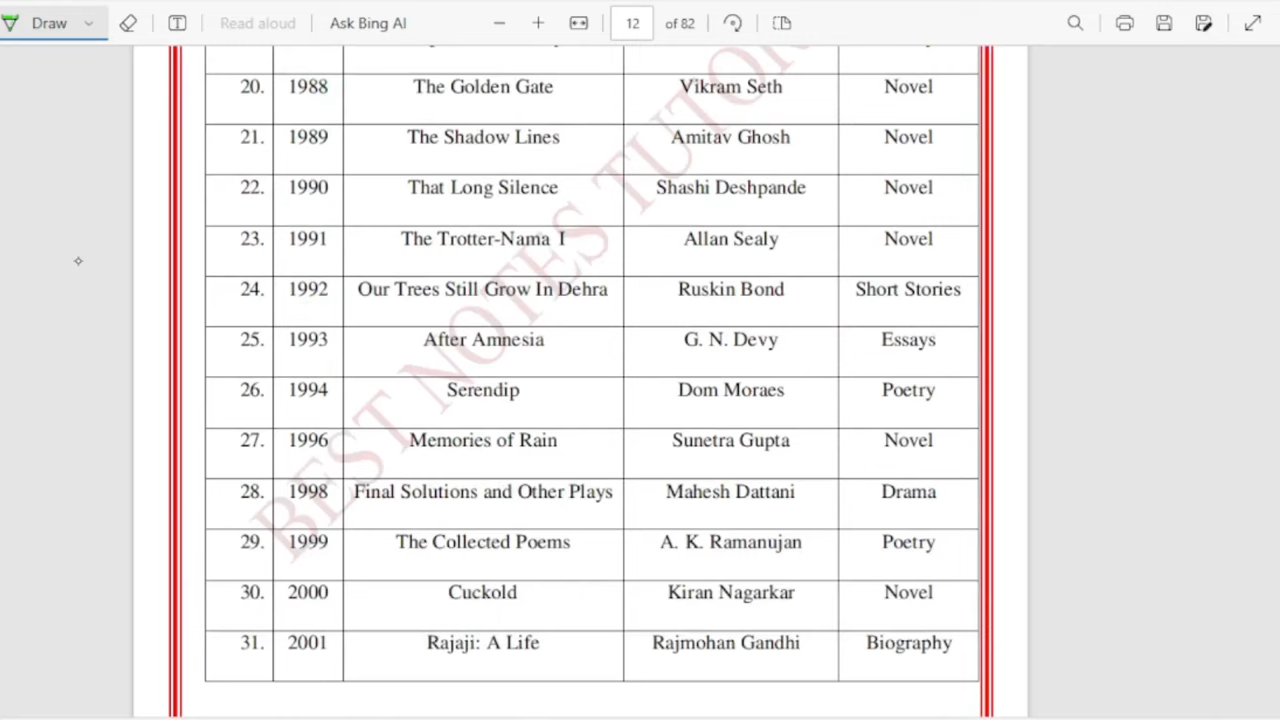 Draw Read aloud Ask Bing AI 12 of 82
20. 1988 The Golden Gate Vikram Seth Novel
21. 1989 The Shadow Lines Amitav Ghosh Novel
22. 1990 That Long Silence Shashi Deshpande Novel
23. 1991 The Trotter-Nama I Allan Sealy Novel
24. 1992 Our Trees Still Grow In Dehra Ruskin Bond Short Stories
25. 1993 After Amnesia G. N. Devy Essays
26. 1994 Serendip Dom Moraes Poetry
27. 1996 Memories of Rain Sunetra Gupta Novel
28. 1998 Final Solutions and Other Plays Mahesh Dattani Drama
29. 1999 The Collected Poems A. K. Ramanujan Poetry
30. 2000 Cuckold Kiran Nagarkar Novel
31. 2001 Rajaji: A Life Rajmohan Gandhi Biography
BEST NOTES TUTOR